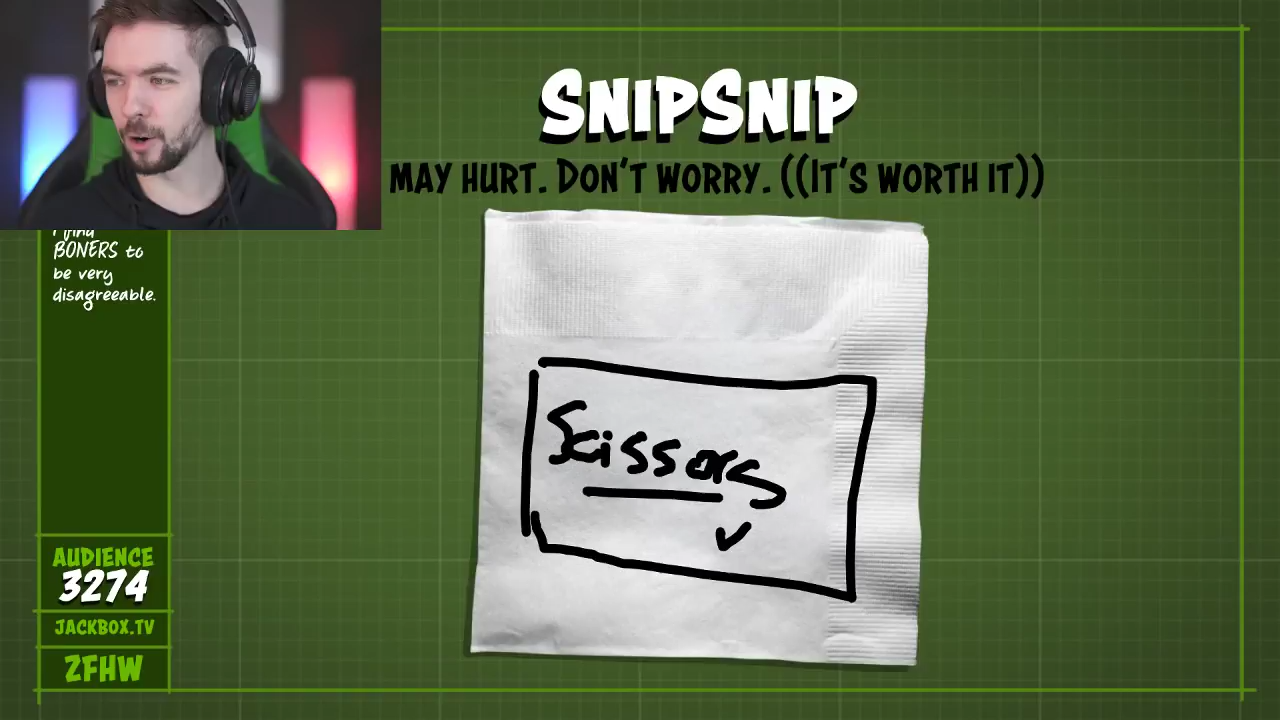 SNIPSNIP
MAY HURT. DON'T WORRY. ((IT'S WORTH IT))
I find
BONERS to
be very
disagreeable.
Scissors
AUDIENCE
3274
JACKBOX.TV
ZFHW